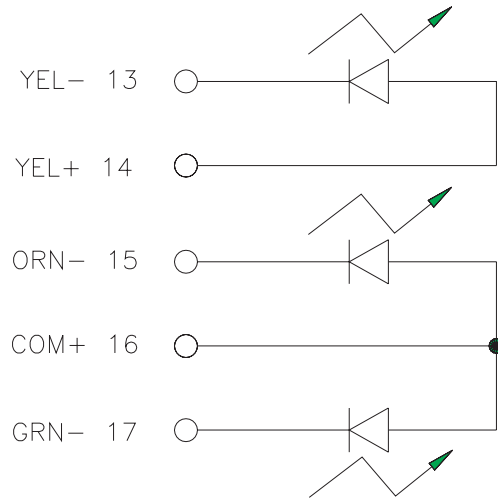 YEL- 13
YEL+ 14
ORN- 15
COM+ 16
GRN- 17